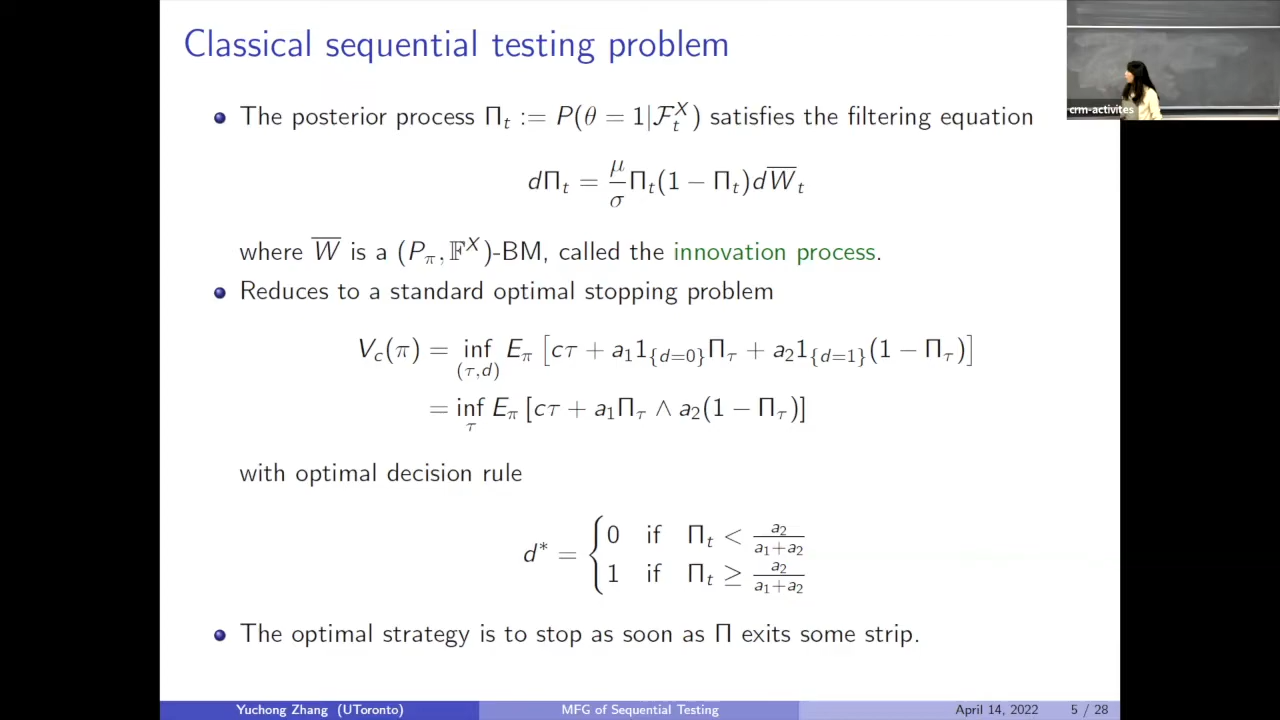 Classical sequential testing problem
The posterior process Π_t := P(θ = 1|ℱ_t^X) satisfies the filtering equation
dΠ_t = μ/σ Π_t(1 − Π_t)dW̅_t
where W̅ is a (P_π, 𝔽^X)-BM, called the innovation process.
Reduces to a standard optimal stopping problem
V_c(π) = inf_(τ,d) E_π [cτ + a_1 1_{d=0} Π_τ + a_2 1_{d=1} (1 − Π_τ)]
= inf_τ E_π [cτ + a_1 Π_τ ∧ a_2(1 − Π_τ)]
with optimal decision rule
d* = { 0 if Π_t < a_2/(a_1+a_2)
1 if Π_t ≥ a_2/(a_1+a_2)
The optimal strategy is to stop as soon as Π exits some strip.
Yuchong Zhang (UToronto) MFG of Sequential Testing April 14, 2022 5 / 28
crm-activites